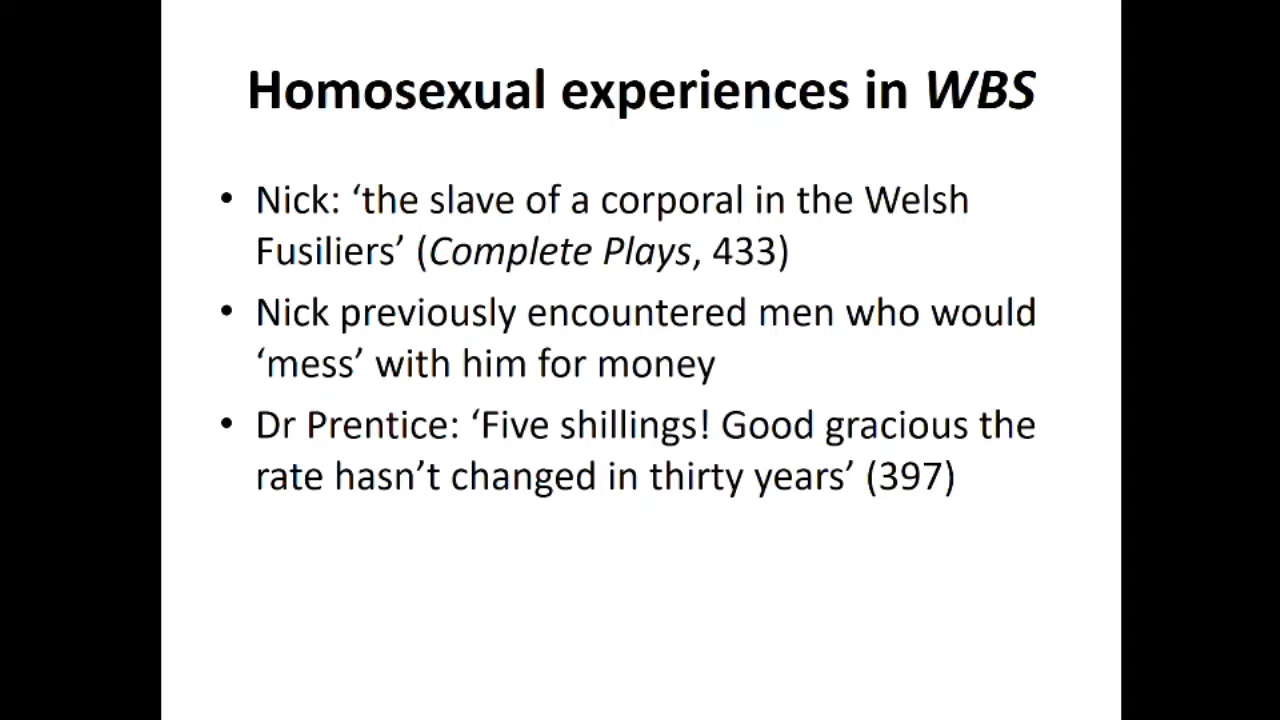 Homosexual experiences in WBS
• Nick: ‘the slave of a corporal in the Welsh
Fusiliers’ (Complete Plays, 433)
• Nick previously encountered men who would
‘mess’ with him for money
• Dr Prentice: ‘Five shillings! Good gracious the
rate hasn’t changed in thirty years’ (397)